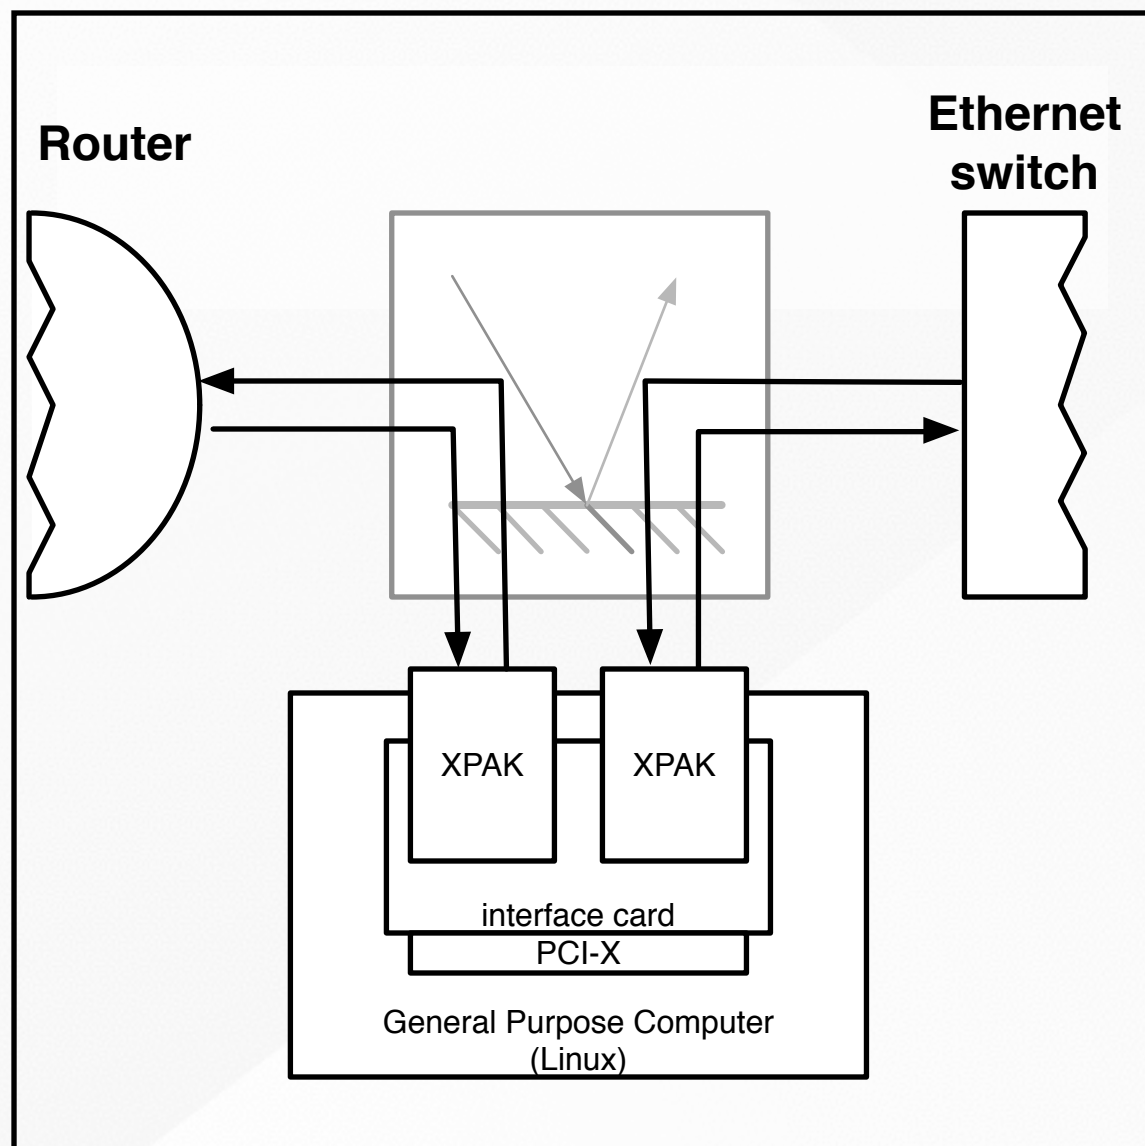 Router
Ethernet
switch
XPAK
XPAK
interface card
PCI-X
General Purpose Computer
(Linux)